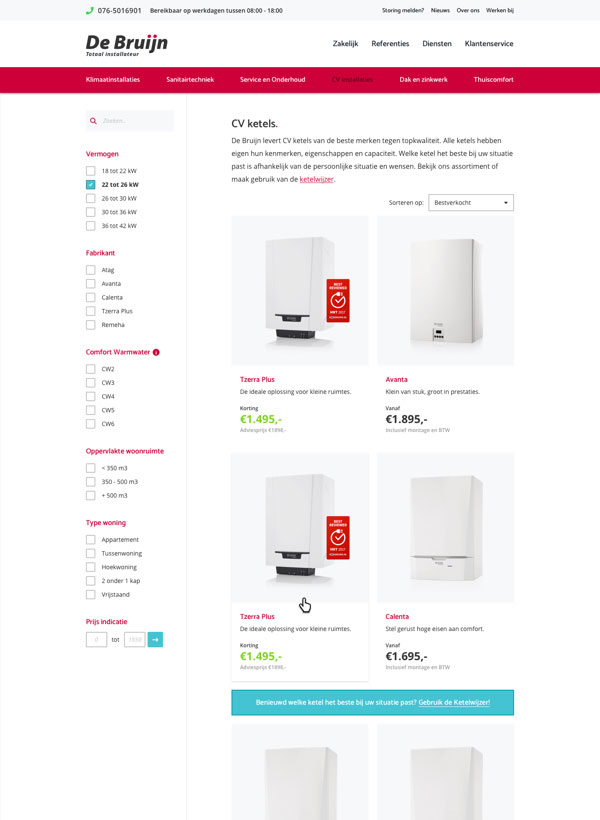 076-5016901 Bereikbaar op werkdagen tussen 08:00 - 18:00
Storing melden? Nieuws Over ons Werken bij
De Bruijn
Totaal installateur
Zakelijk Referenties Diensten Klantenservice
Klimaatinstallaties Sanitairtechniek Service en Onderhoud CV Installaties Dak en zinkwerk Thuiscomfort
Zoeken..
Vermogen
18 tot 22 kW
22 tot 26 kW
26 tot 30 kW
30 tot 36 kW
36 tot 42 kW
Fabrikant
Atag
Avanta
Calenta
Tzerra Plus
Remeha
Comfort Warmwater
CW2
CW3
CW4
CW5
CW6
Oppervlakte woonruimte
< 350 m3
350 - 500 m3
+ 500 m3
Type woning
Appartement
Tussenwoning
Hoekwoning
2 onder 1 kap
Vrijstaand
Prijs indicatie
0 tot
CV ketels.
De Bruijn levert CV ketels van de beste merken tegen topkwaliteit. Alle ketels hebben
eigen hun kenmerken, eigenschappen en capaciteit. Welke ketel het beste bij uw situatie
past is afhankelijk van de persoonlijke situatie en wensen. Bekijk ons assortiment of
maak gebruik van de ketelwijzer.
Sorteren op: Bestverkocht
BEST
REVIEWED
MET 2017
Tzerra Plus
De ideale oplossing voor kleine ruimtes.
Korting
€1.495,-
Adviesprijs €1898,-
Avanta
Klein van stuk, groot in prestaties.
Vanaf
€1.895,-
Inclusief montage en BTW
BEST
REVIEWED
MET 2017
Tzerra Plus
De ideale oplossing voor kleine ruimtes.
Korting
€1.495,-
Adviesprijs €1898,-
Calenta
Stel gerust hoge eisen aan comfort.
Vanaf
€1.695,-
Inclusief montage en BTW
Benieuwd welke ketel het beste bij uw situatie past? Gebruik de Ketelwijzer!